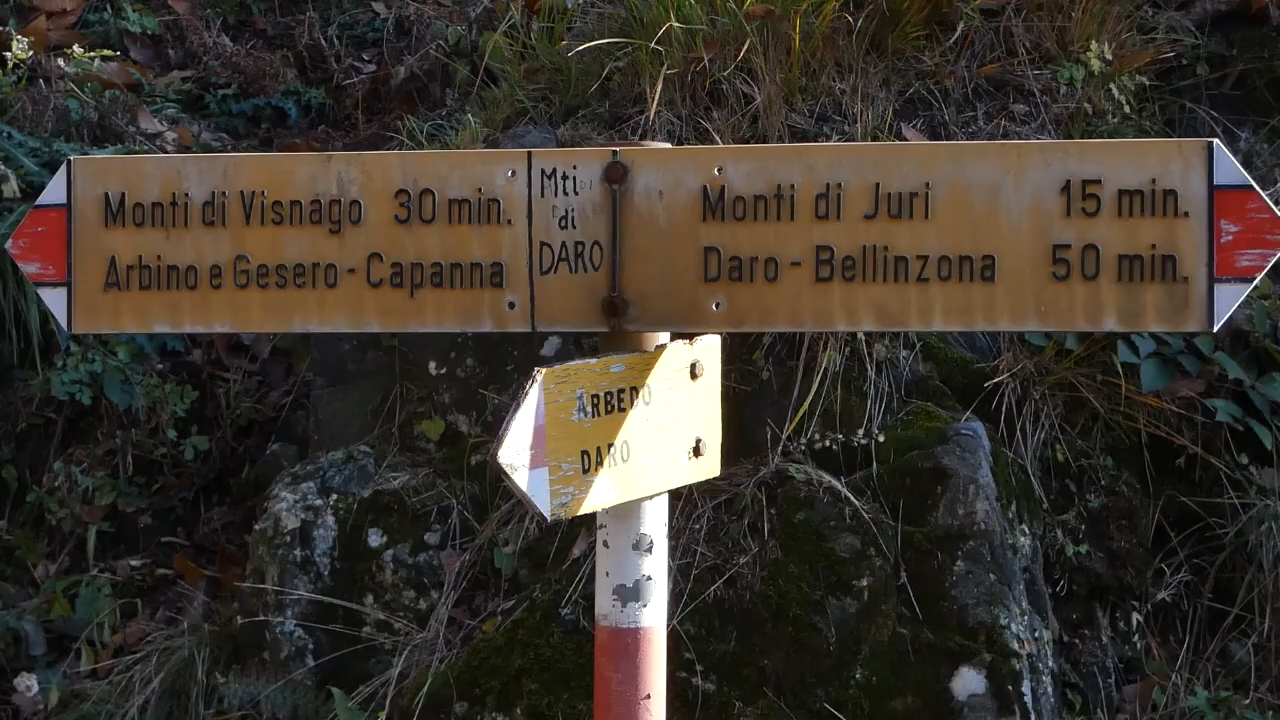 Monti di Visnago 30 min.
Arbino e Gesero - Capanna
Mti
di
DARO
Monti di Juri 15 min.
Daro - Bellinzona 50 min.
ARBEDO
DARO